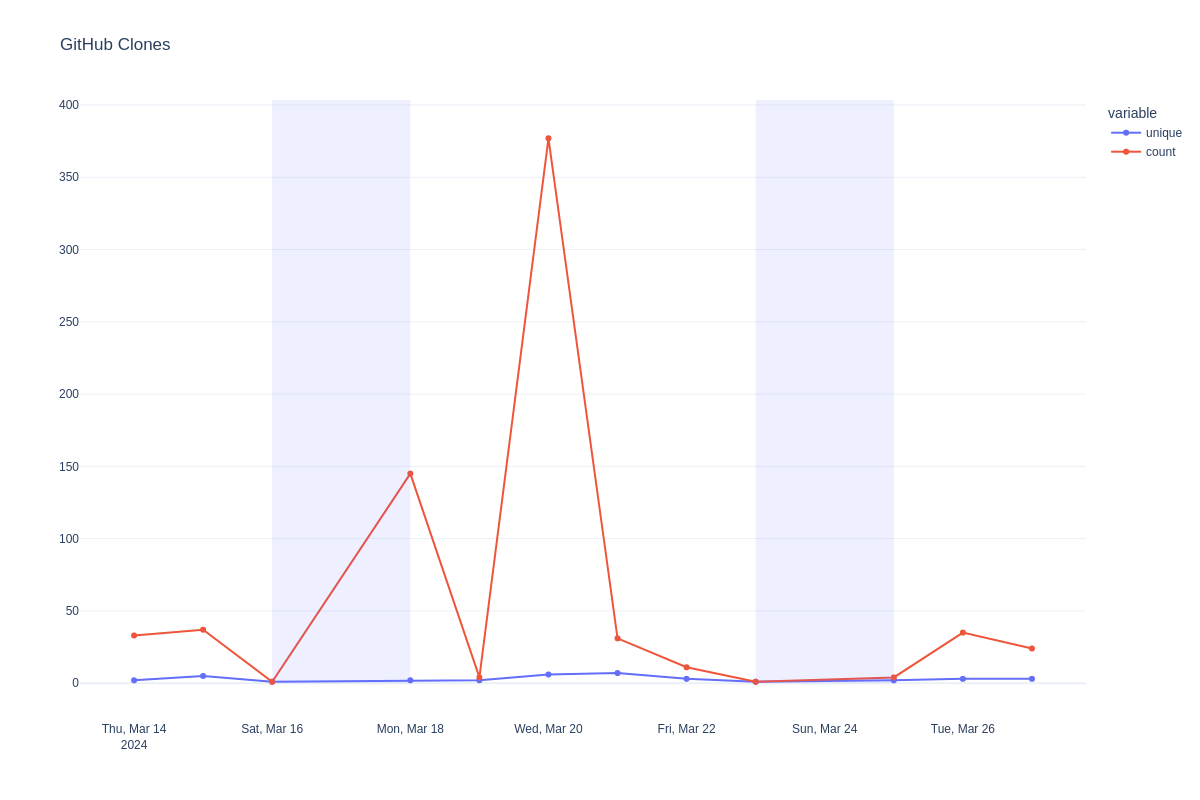 GitHub Clones
400
350
300
250
200
150
100
50
0
Thu, Mar 14
2024
Sat, Mar 16
Mon, Mar 18
Wed, Mar 20
Fri, Mar 22
Sun, Mar 24
Tue, Mar 26
variable
unique
count